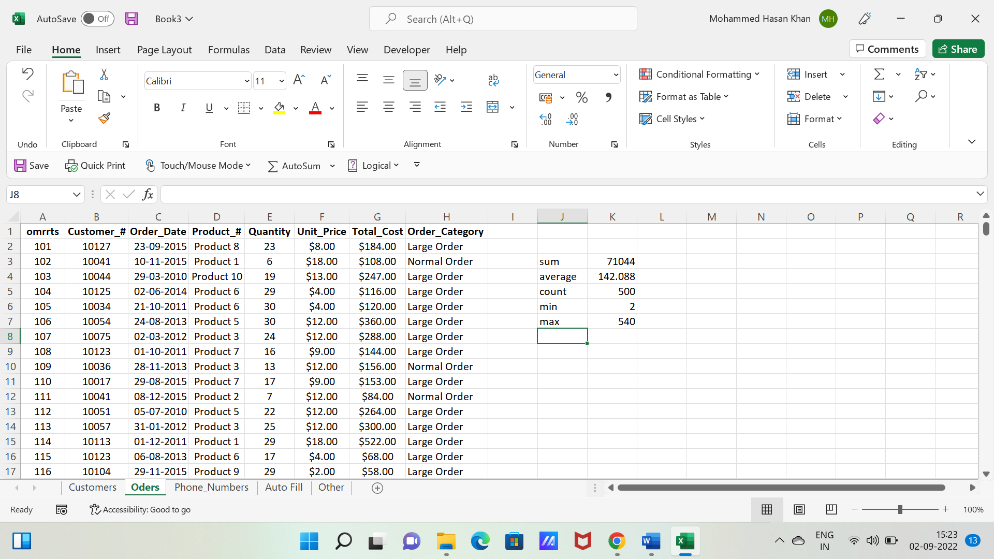 AutoSave Off Book3 Search (Alt+Q) Mohammed Hasan Khan MH
File Home Insert Page Layout Formulas Data Review View Developer Help Comments Share
Calibri 11 General Conditional Formatting Insert
Paste Format as Table Delete
Cell Styles Format
Undo Clipboard Font Alignment Number Styles Cells Editing
Save Quick Print Touch/Mouse Mode AutoSum Logical
J8 fx
A B C D E F G H I J K L M N O P Q R
1 omrrts Customer_# Order_Date Product_# Quantity Unit_Price Total_Cost Order_Category
2 101 10127 23-09-2015 Product 8 23 $8.00 $184.00 Large Order
3 102 10041 10-11-2015 Product 1 6 $18.00 $108.00 Normal Order sum 71044
4 103 10044 29-03-2010 Product 10 19 $13.00 $247.00 Large Order average 142.088
5 104 10125 02-06-2014 Product 6 29 $4.00 $116.00 Large Order count 500
6 105 10034 21-10-2011 Product 6 30 $4.00 $120.00 Large Order min 2
7 106 10054 24-08-2013 Product 5 30 $12.00 $360.00 Large Order max 540
8 107 10075 02-03-2012 Product 3 24 $12.00 $288.00 Large Order
9 108 10123 01-10-2011 Product 7 16 $9.00 $144.00 Large Order
10 109 10036 28-11-2013 Product 3 13 $12.00 $156.00 Normal Order
11 110 10017 29-08-2015 Product 7 17 $9.00 $153.00 Large Order
12 111 10041 08-12-2015 Product 2 7 $12.00 $84.00 Normal Order
13 112 10051 05-07-2010 Product 5 22 $12.00 $264.00 Large Order
14 113 10057 31-01-2012 Product 3 25 $12.00 $300.00 Large Order
15 114 10113 01-12-2011 Product 1 29 $18.00 $522.00 Large Order
16 115 10123 06-08-2013 Product 6 17 $4.00 $68.00 Large Order
17 116 10104 29-11-2015 Product 9 29 $2.00 $58.00 Large Order
Customers Oders Phone_Numbers Auto Fill Other
Ready Accessibility: Good to go 100%
ENG 15:23
IN 02-09-2022 13